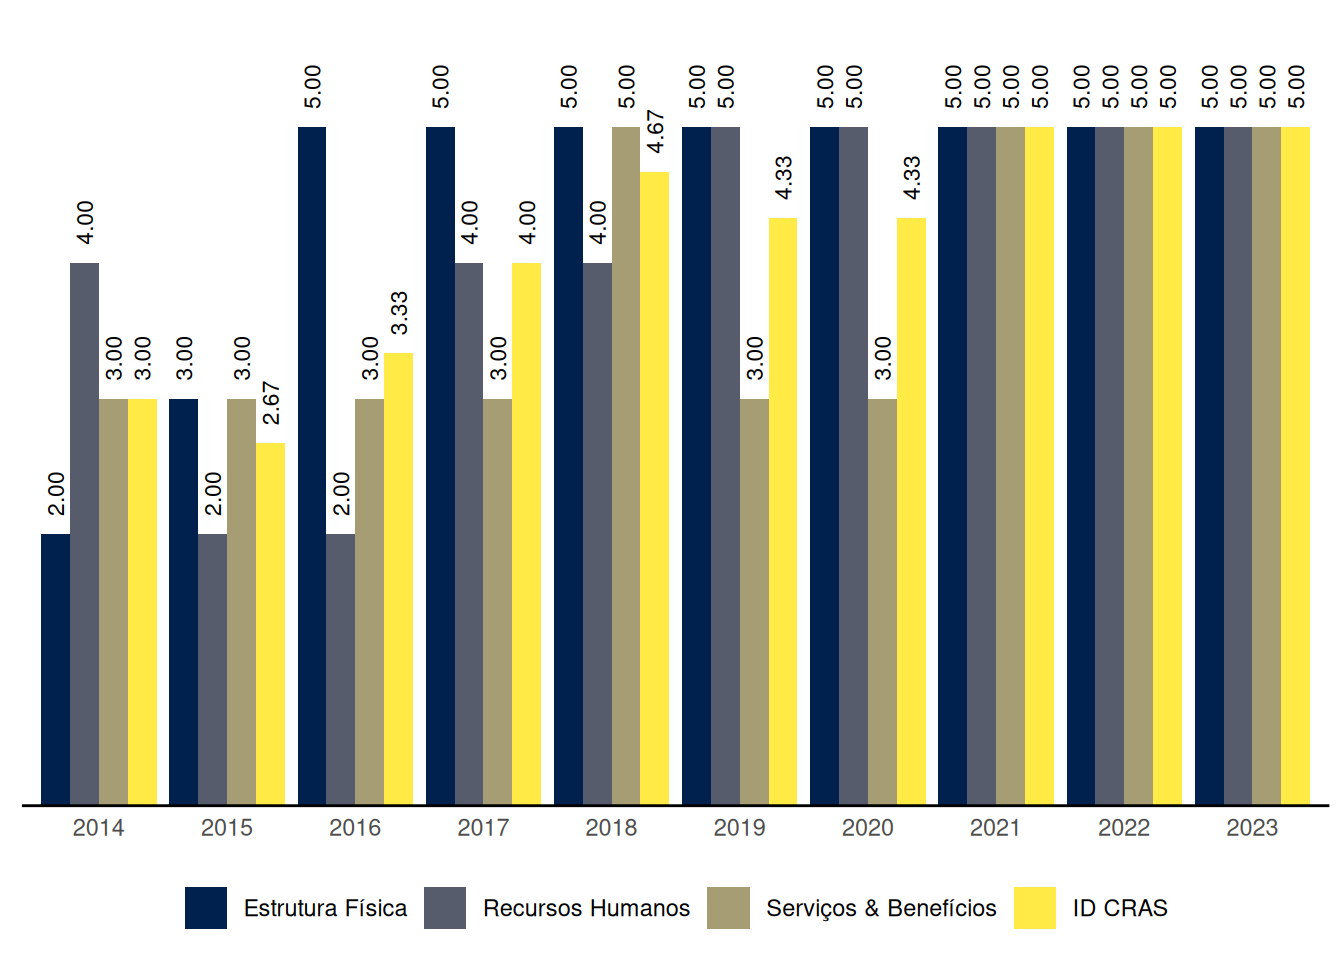 2.00 4.00 3.00 3.00 3.00 2.00 3.00 2.67 5.00 2.00 3.00 3.33 5.00 4.00 3.00 4.00 5.00 4.00 5.00 4.67 5.00 5.00 3.00 4.33 5.00 5.00 3.00 4.33 5.00 5.00 5.00 5.00 5.00 5.00 5.00 5.00 5.00 5.00 5.00 5.00
2014 2015 2016 2017 2018 2019 2020 2021 2022 2023
Estrutura Física Recursos Humanos Serviços & Benefícios ID CRAS